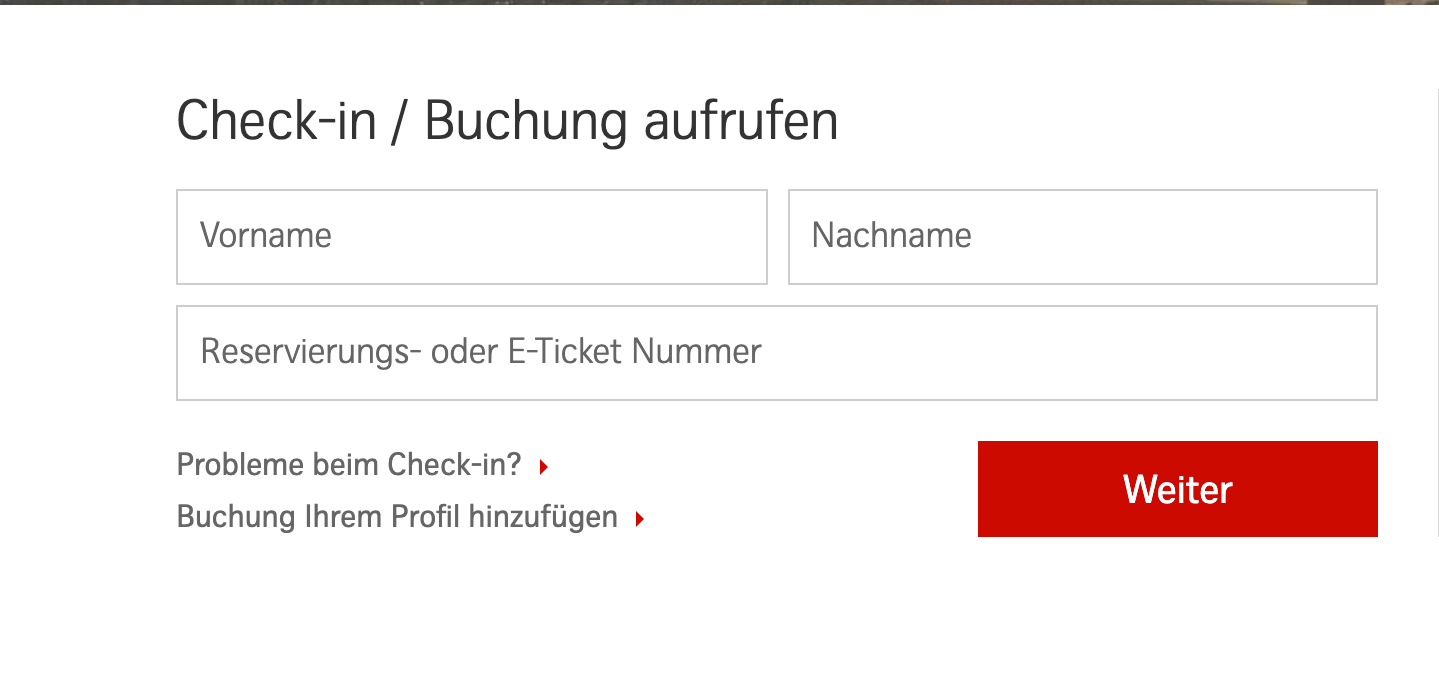 Check-in / Buchung aufrufen
Vorname
Nachname
Reservierungs- oder E-Ticket Nummer
Probleme beim Check-in?
Buchung Ihrem Profil hinzufügen
Weiter